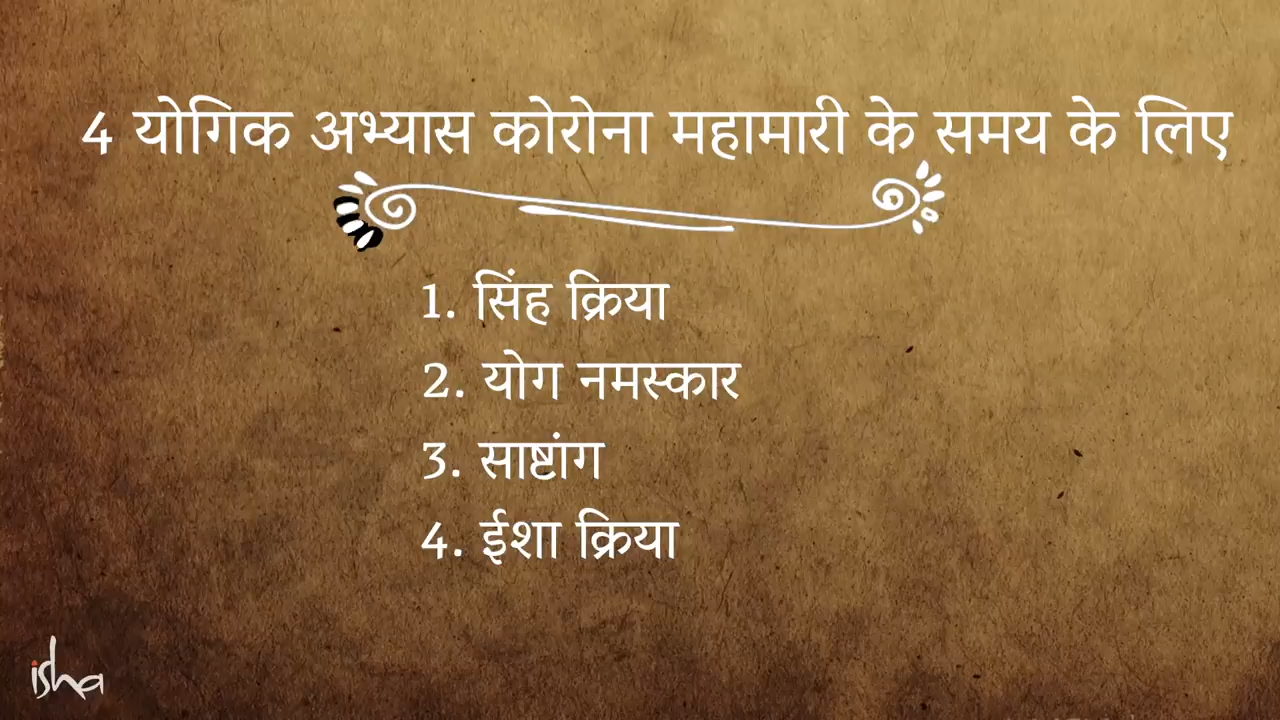 4 योगिक अभ्यास कोरोना महामारी के समय के लिए
1. सिंह क्रिया
2. योग नमस्कार
3. साष्टांग
4. ईशा क्रिया
isha